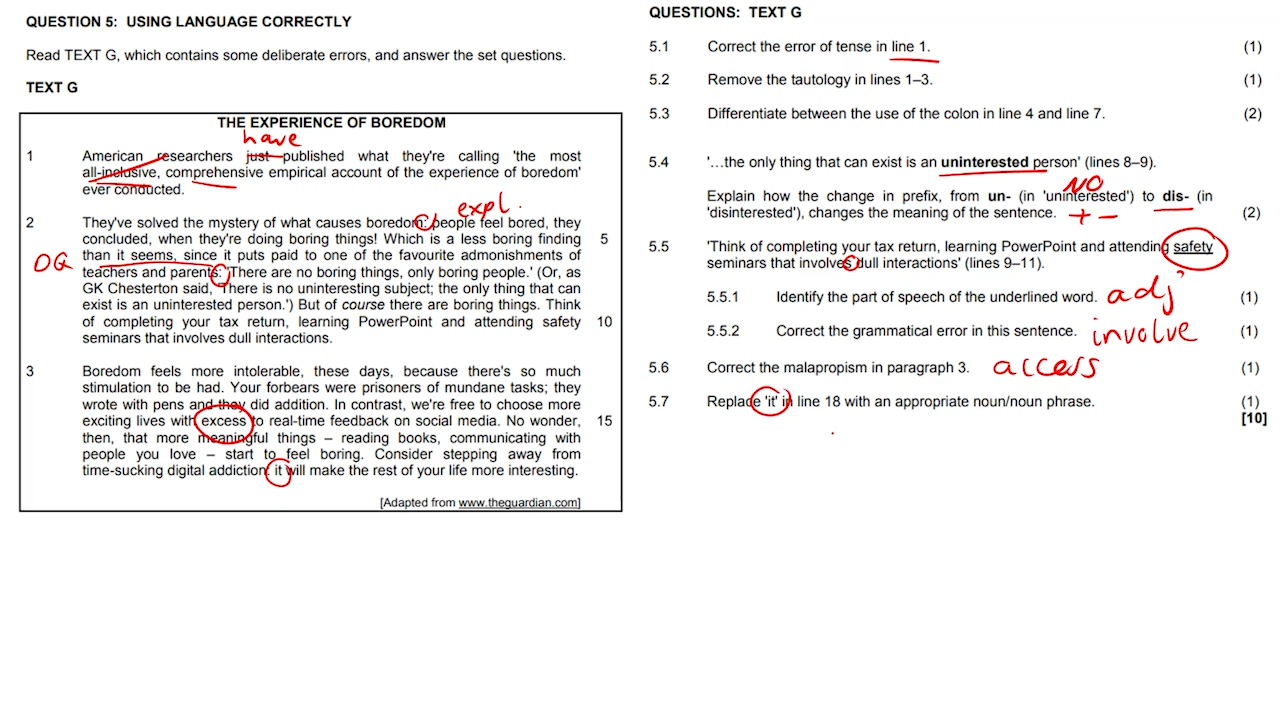 QUESTION 5: USING LANGUAGE CORRECTLY
Read TEXT G, which contains some deliberate errors, and answer the set questions.
TEXT G
THE EXPERIENCE OF BOREDOM
have
1 American researchers just published what they're calling 'the most
all-inclusive, comprehensive empirical account of the experience of boredom'
ever conducted.
expl.
2 They've solved the mystery of what causes boredom: people feel bored, they
concluded, when they're doing boring things! Which is a less boring finding 5
than it seems, since it puts paid to one of the favourite admonishments of
OQ teachers and parents: 'There are no boring things, only boring people.' (Or, as
GK Chesterton said, 'There is no uninteresting subject; the only thing that can
exist is an uninterested person.') But of course there are boring things. Think
of completing your tax return, learning PowerPoint and attending safety 10
seminars that involves dull interactions.
3 Boredom feels more intolerable, these days, because there's so much
stimulation to be had. Your forbears were prisoners of mundane tasks; they
wrote with pens and they did addition. In contrast, we're free to choose more
exciting lives with excess to real-time feedback on social media. No wonder, 15
then, that more meaningful things – reading books, communicating with
people you love – start to feel boring. Consider stepping away from
time-sucking digital addiction: it will make the rest of your life more interesting.
[Adapted from www.theguardian.com]
QUESTIONS: TEXT G
5.1 Correct the error of tense in line 1. (1)
5.2 Remove the tautology in lines 1–3. (1)
5.3 Differentiate between the use of the colon in line 4 and line 7. (2)
5.4 '…the only thing that can exist is an uninterested person' (lines 8–9).
NO
Explain how the change in prefix, from un- (in 'uninterested') to dis- (in
'disinterested'), changes the meaning of the sentence. + - (2)
5.5 'Think of completing your tax return, learning PowerPoint and attending safety
seminars that involves dull interactions' (lines 9–11).
5.5.1 Identify the part of speech of the underlined word. adj (1)
5.5.2 Correct the grammatical error in this sentence. involve (1)
5.6 Correct the malapropism in paragraph 3. access (1)
5.7 Replace 'it' in line 18 with an appropriate noun/noun phrase. (1)
[10]